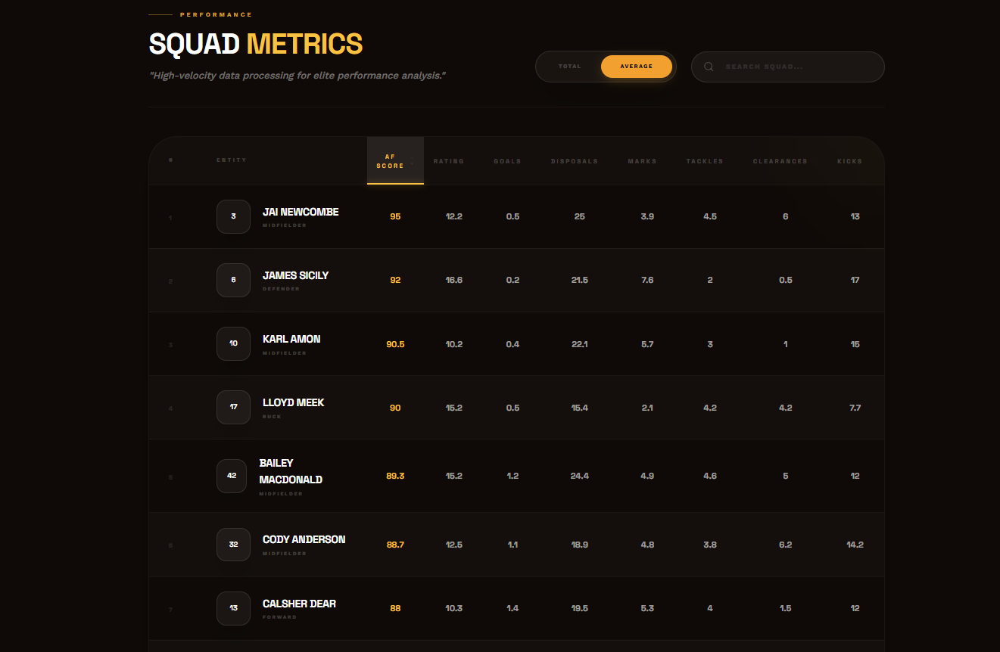 PERFORMANCE
SQUAD METRICS
"High-velocity data processing for elite performance analysis."
TOTAL AVERAGE SEARCH SQUAD...
# ENTITY AF SCORE RATING GOALS DISPOSALS MARKS TACKLES CLEARANCES KICKS
1 3 JAI NEWCOMBE 95 12.2 0.5 25 3.9 4.5 6 13
MIDFIELDER
2 6 JAMES SICILY 92 16.6 0.2 21.5 7.6 2 0.5 17
DEFENDER
3 10 KARL AMON 90.5 10.2 0.4 22.1 5.7 3 1 15
MIDFIELDER
4 17 LLOYD MEEK 90 15.2 0.5 15.4 2.1 4.2 4.2 7.7
RUCK
5 42 BAILEY MACDONALD 89.3 15.2 1.2 24.4 4.9 4.6 5 12
MIDFIELDER
6 32 CODY ANDERSON 88.7 12.5 1.1 18.9 4.8 3.8 6.2 14.2
MIDFIELDER
7 13 CALSHER DEAR 88 10.3 1.4 19.5 5.3 4 1.5 12
FORWARD